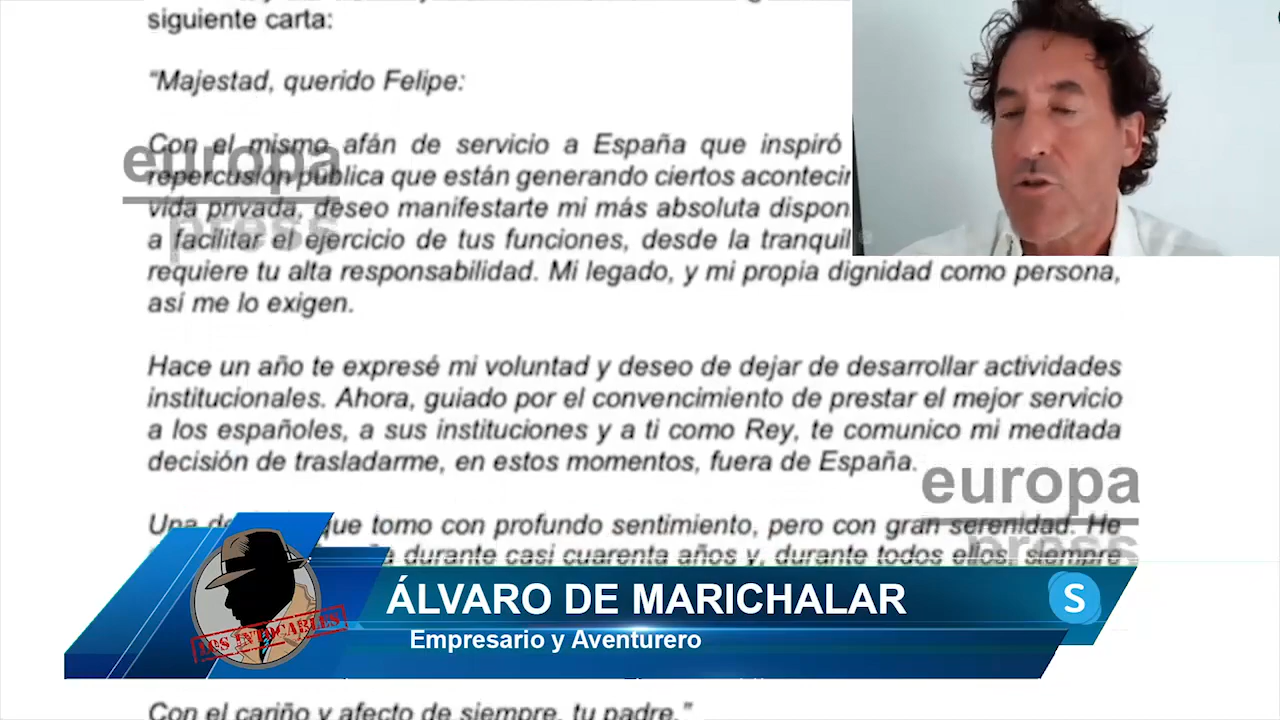 siguiente carta:
“Majestad, querido Felipe:
Con el mismo afán de servicio a España que inspiró
repercusión pública que están generando ciertos
vida privada, deseo manifestarte mi más absoluta
a facilitar el ejercicio de tus funciones, desde la
requiere tu alta responsabilidad. Mi legado, y mi propia dignidad como persona,
así me lo exigen.
Hace un año te expresé mi voluntad y deseo de dejar de desarrollar actividades
institucionales. Ahora, guiado por el convencimiento de prestar el mejor servicio
a los españoles, a sus instituciones y a ti como Rey, te comunico mi meditada
decisión de trasladarme, en estos momentos, fuera de España.
Una que tomo con profundo sentimiento, pero con gran serenidad. He
durante casi cuarenta años y, durante todos ellos, siempre
europa
press
europa
press
LOS INTOCABLES
ÁLVARO DE MARICHALAR
Empresario y Aventurero
S
Con el cariño y afecto de siempre, tu padre.”